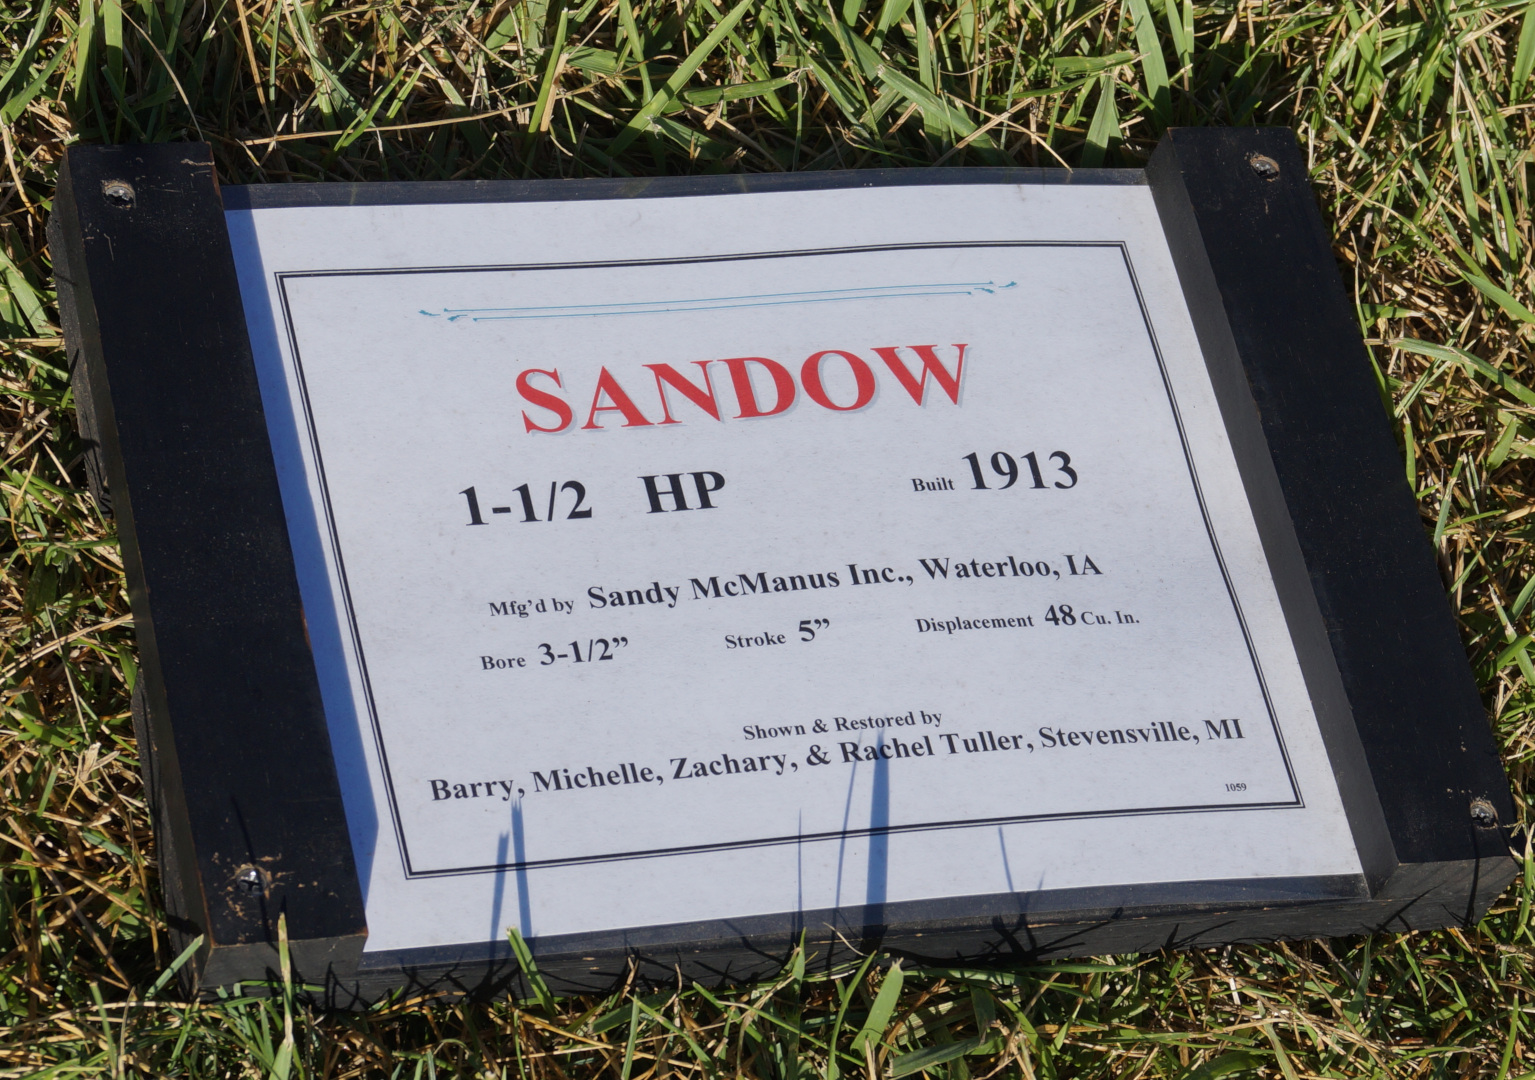 SANDOW
1-1/2 HP Built 1913
Mfg’d by Sandy McManus Inc., Waterloo, IA
Bore 3-1/2” Stroke 5” Displacement 48 Cu. In.
Shown & Restored by
Barry, Michelle, Zachary, & Rachel Tuller, Stevensville, MI
1059